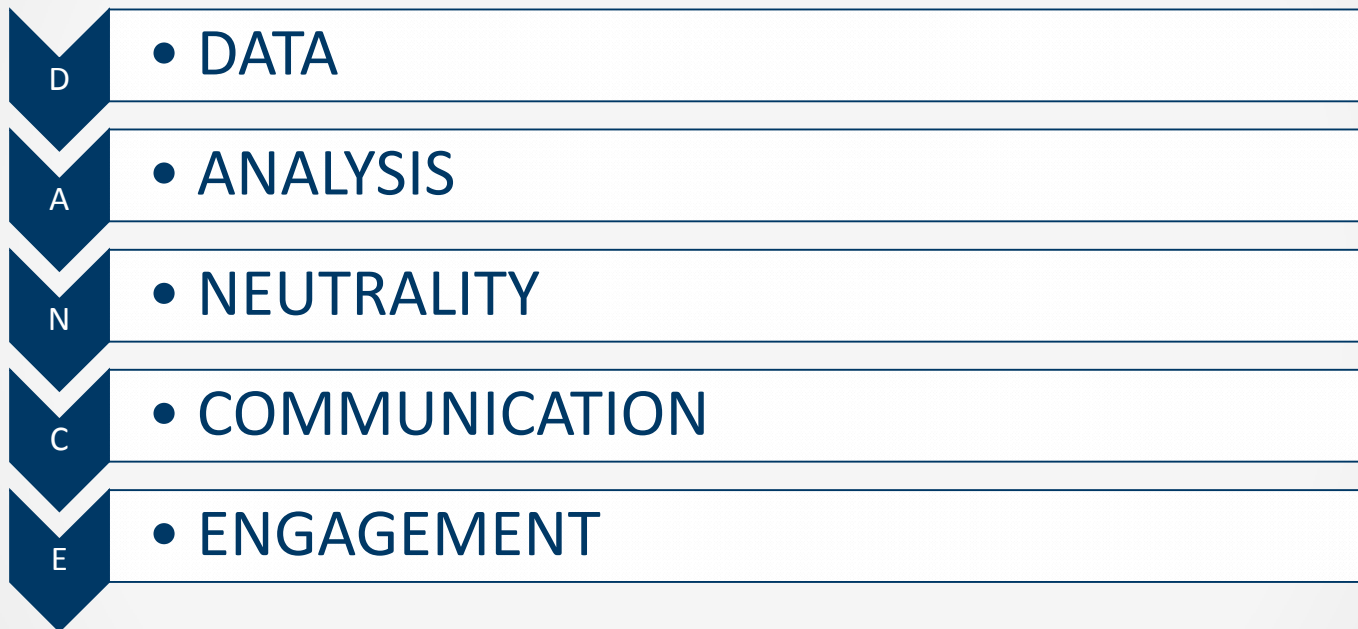 D
• DATA
A
• ANALYSIS
N
• NEUTRALITY
C
• COMMUNICATION
E
• ENGAGEMENT